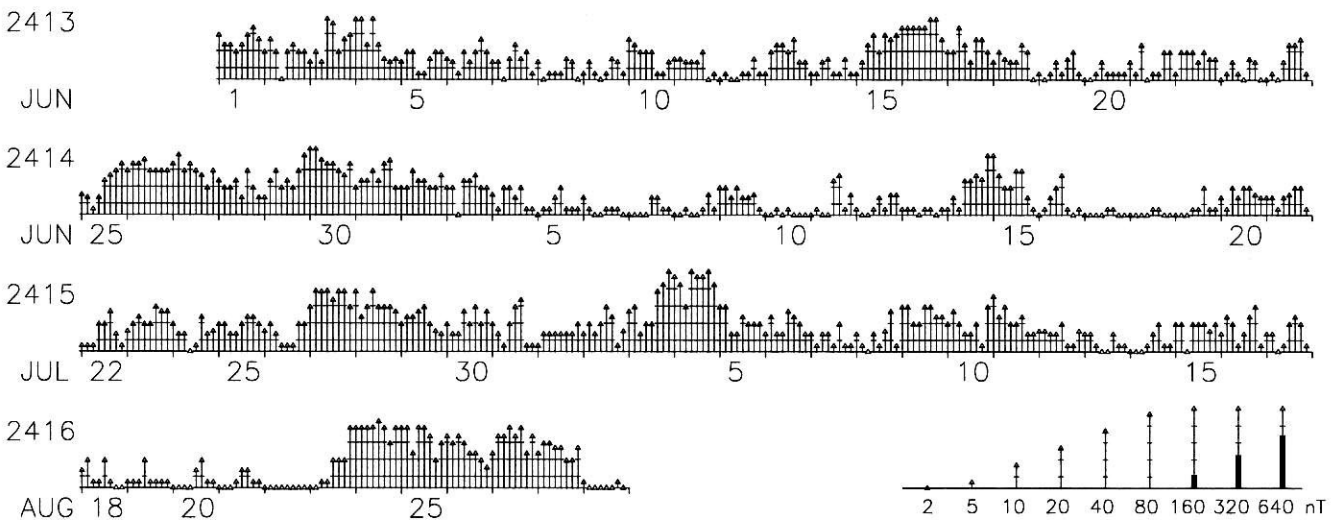 2413
JUN 1 5 10 15 20
2414
JUN 25 30 5 10 15 20
2415
JUL 22 25 30 5 10 15
2416
AUG 18 20 25
2 5 10 20 40 80 160 320 640 nT